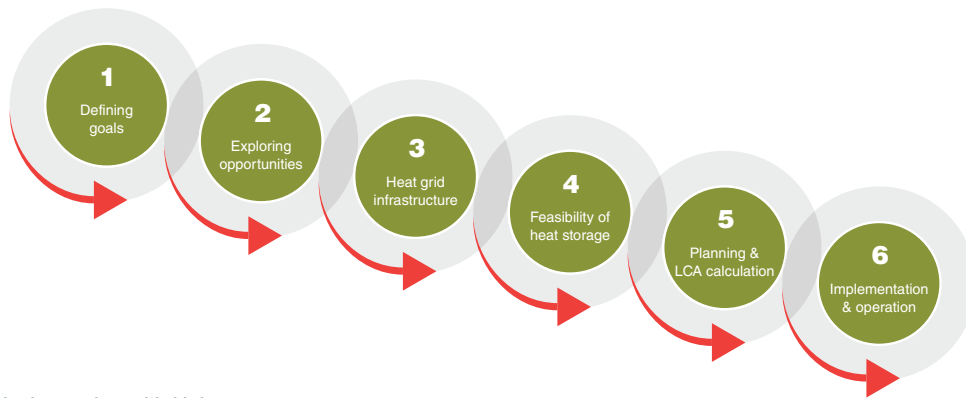 1
Defining
goals
2
Exploring
opportunities
3
Heat grid
infrastructure
4
Feasibility of
heat storage
5
Planning &
LCA calculation
6
Implementation
& operation